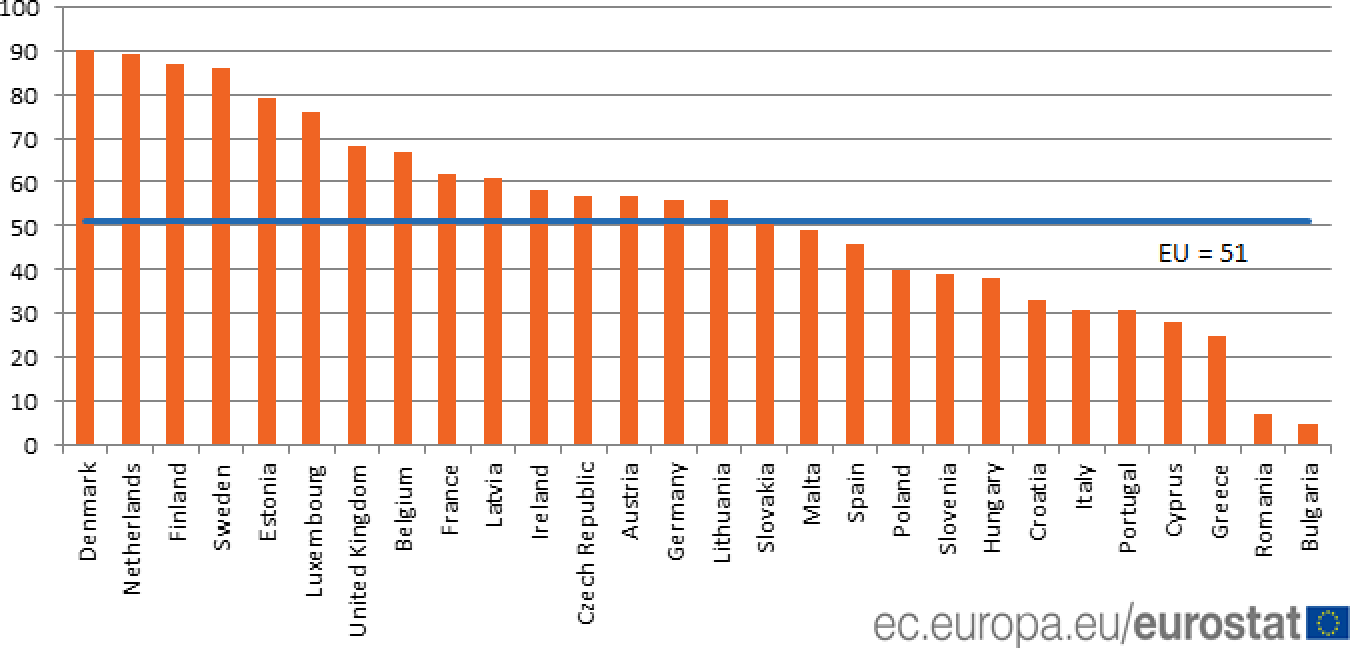 100
90
80
70
60
50
40
30
20
10
0
EU = 51
Denmark
Netherlands
Finland
Sweden
Estonia
Luxembourg
United Kingdom
Belgium
France
Latvia
Ireland
Czech Republic
Austria
Germany
Lithuania
Slovakia
Malta
Spain
Poland
Slovenia
Hungary
Croatia
Italy
Portugal
Cyprus
Greece
Romania
Bulgaria
ec.europa.eu/eurostat